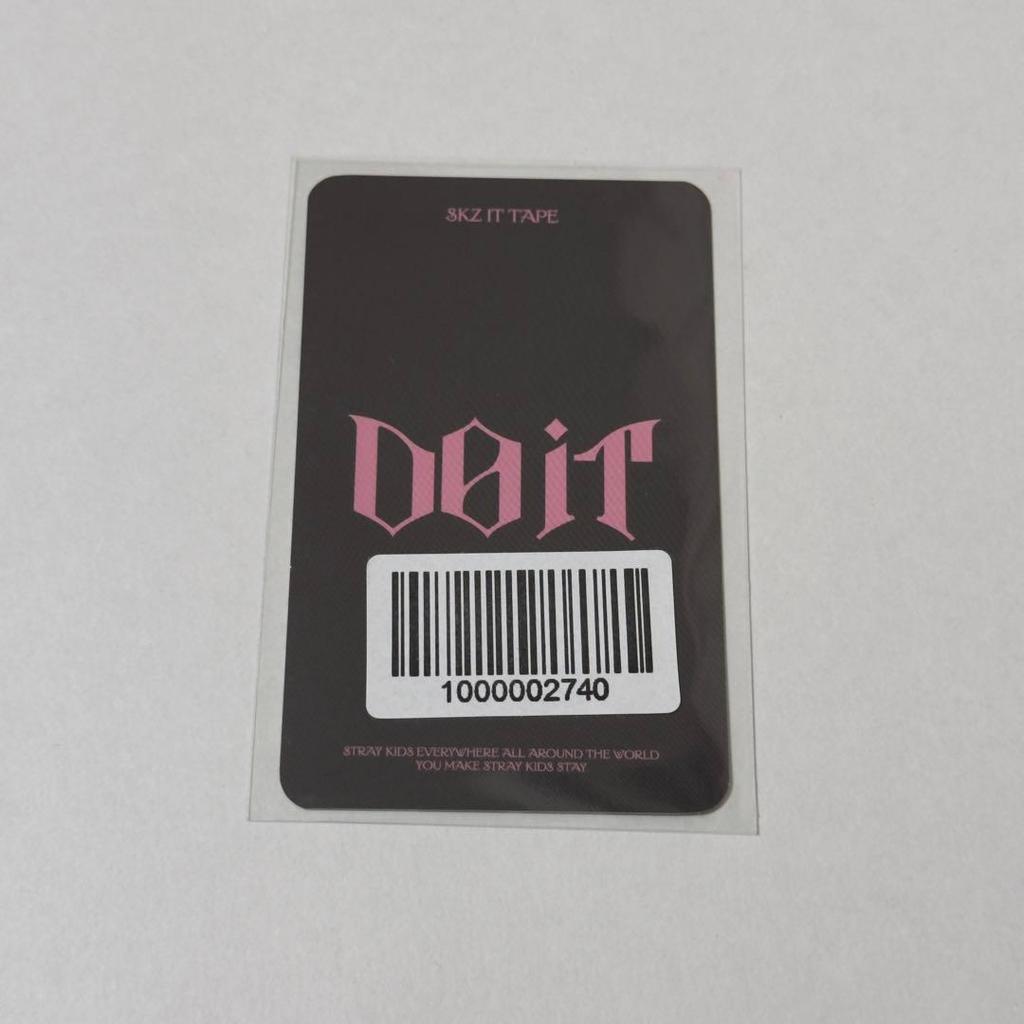 SKZ IT TAPE
DO iT
1000002740
STRAY KIDS EVERYWHERE ALL AROUND THE WORLD
YOU MAKE STRAY KIDS STAY